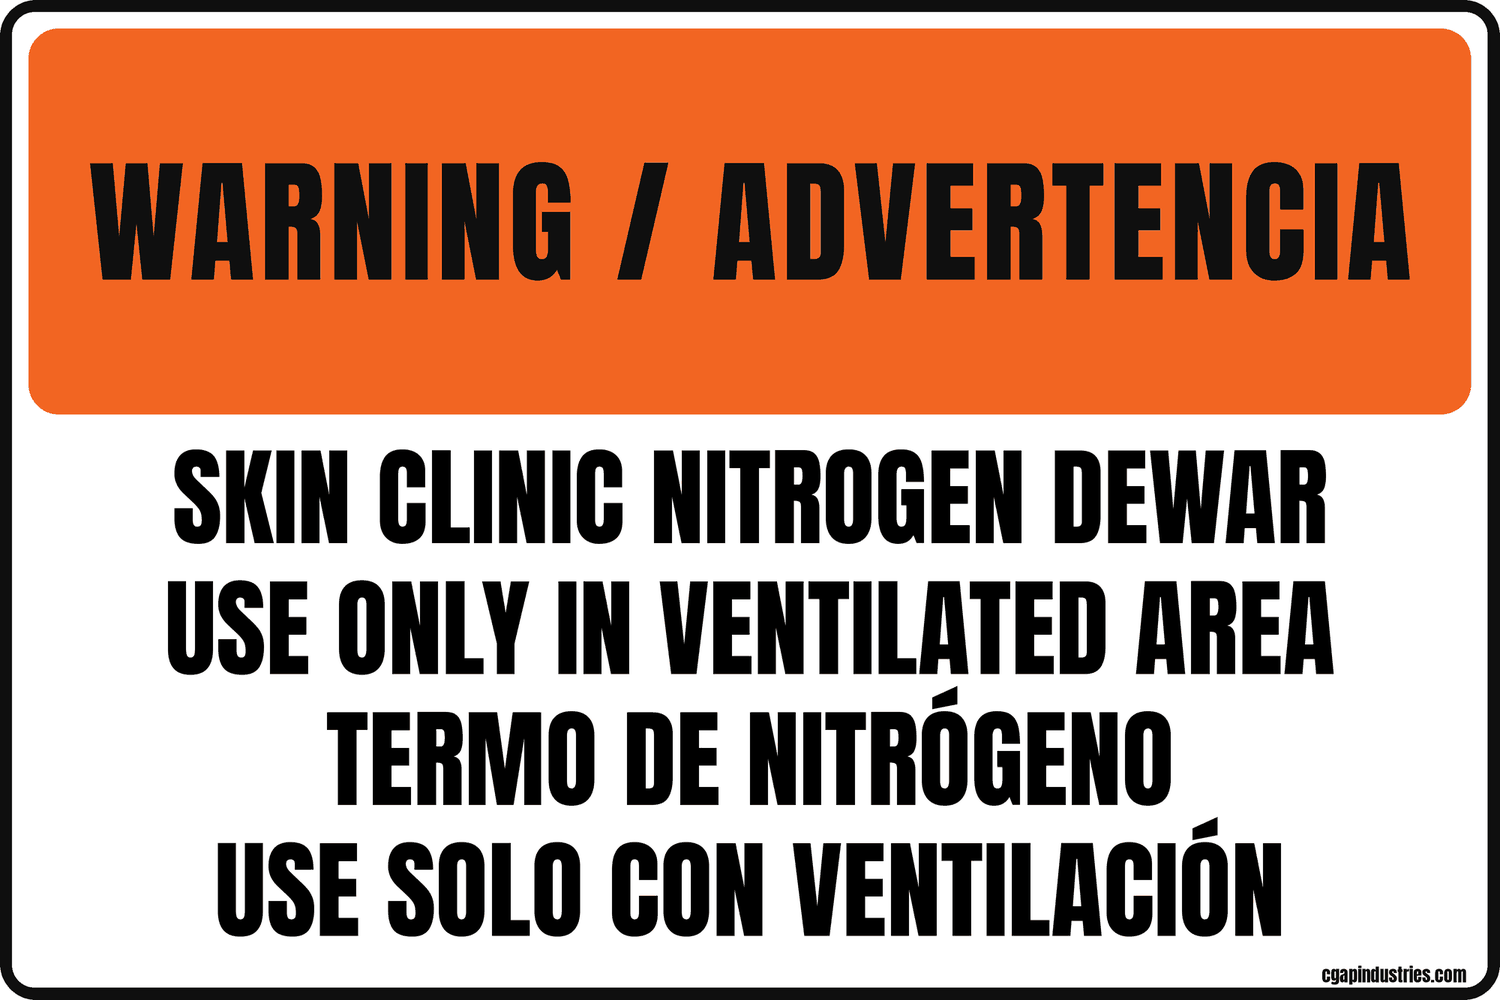 WARNING / ADVERTENCIA
SKIN CLINIC NITROGEN DEWAR
USE ONLY IN VENTILATED AREA
TERMO DE NITRÓGENO
USE SOLO CON VENTILACIÓN
cgapindustries.com